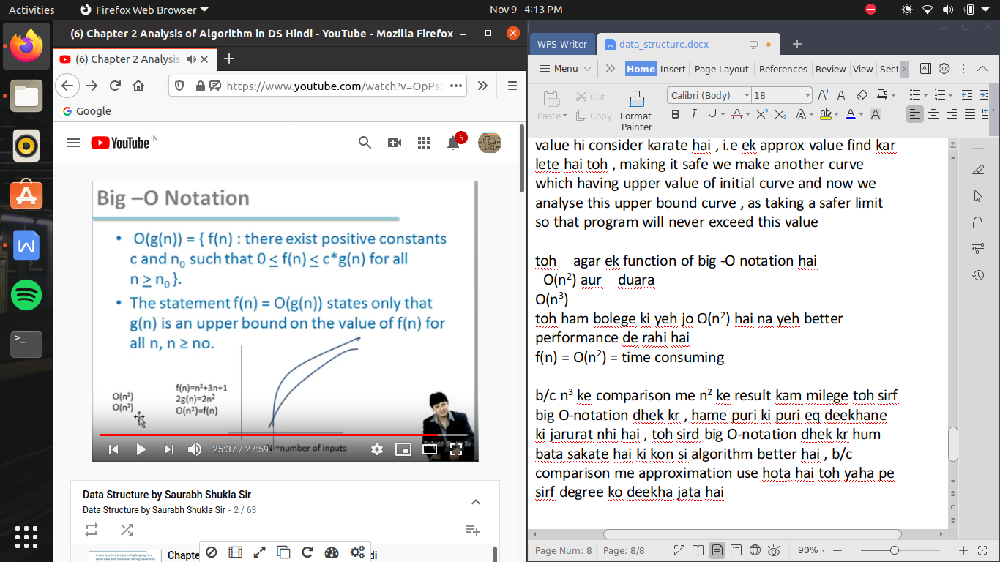 Activities
Firefox Web Browser
Nov 9 4:13 PM
(6) Chapter 2 Analysis of Algorithm in DS Hindi - YouTube - Mozilla Firefox
(6) Chapter 2 Analysis
https://www.youtube.com/watch?v=OpPsl
Google
YouTube IN
6
Big –O Notation
• O(g(n)) = { f(n) : there exist positive constants
c and n₀ such that 0 ≤ f(n) ≤ c*g(n) for all
n ≥ n₀ }.
• The statement f(n) = O(g(n)) states only that
g(n) is an upper bound on the value of f(n) for
all n, n ≥ no.
O(n²)
O(n³)
f(n)=n²+3n+1
2g(n)=2n²
O(n²)=f(n)
N =number of inputs
25:37 / 27:59
Data Structure by Saurabh Shukla Sir
Data Structure by Saurabh Shukla Sir - 2 / 63
Chapte
di
WPS Writer
data_structure.docx
Menu
Home
Insert
Page Layout
References
Review
View
Sect
Paste
Cut
Copy
Format
Painter
Calibri (Body)
18
value hi consider karate hai , i.e ek approx value find kar
lete hai toh , making it safe we make another curve
which having upper value of initial curve and now we
analyse this upper bound curve , as taking a safer limit
so that program will never exceed this value
toh agar ek function of big -O notation hai
O(n²) aur duara
O(n³)
toh ham bolege ki yeh jo O(n²) hai na yeh better
performance de rahi hai
f(n) = O(n²) = time consuming
b/c n³ ke comparison me n² ke result kam milege toh sirf
big O-notation dhek kr , hame puri ki puri eq deekhane
ki jarurat nhi hai , toh sird big O-notation dhek kr hum
bata sakate hai ki kon si algorithm better hai , b/c
comparison me approximation use hota hai toh yaha pe
sirf degree ko deekha jata hai
Page Num: 8
Page: 8/8
90%